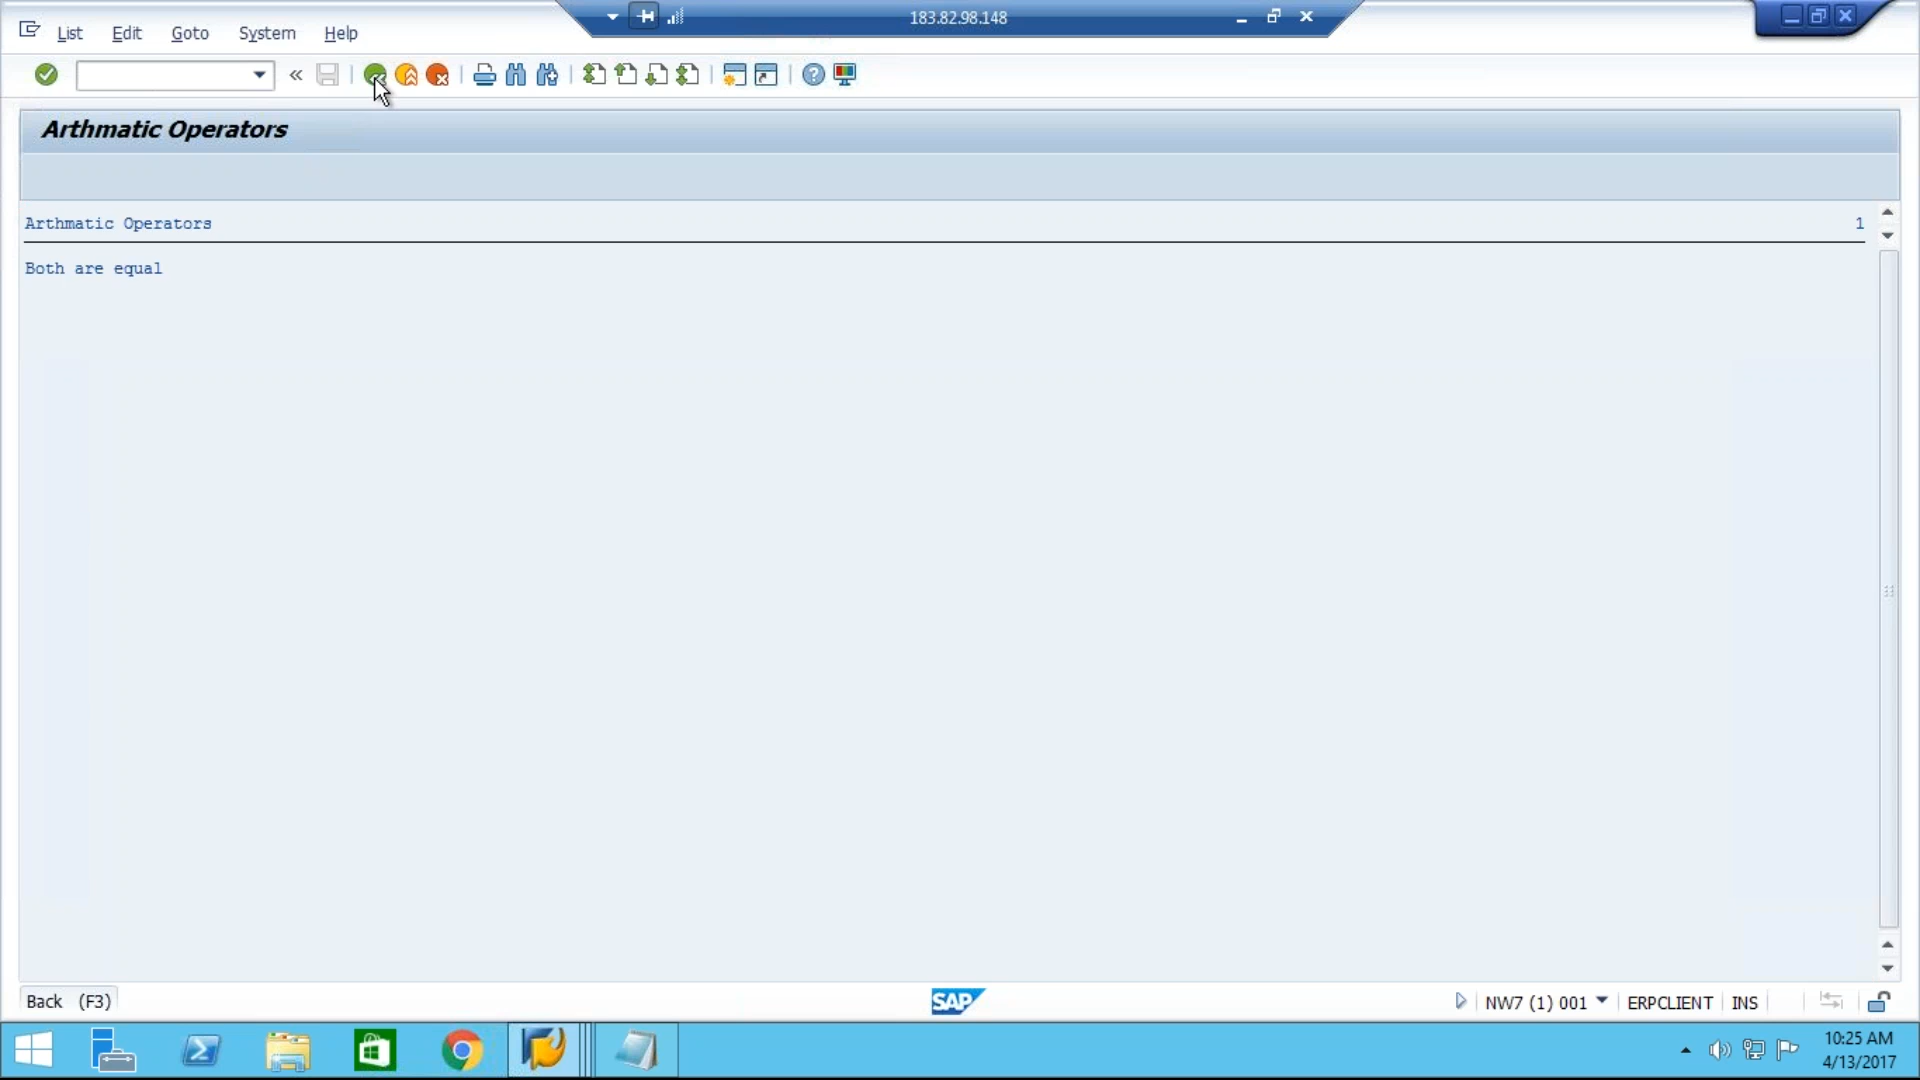 183.82.98.148
List Edit Goto System Help
Arthmatic Operators
Arthmatic Operators 1
Both are equal
Back (F3)
SAP
NW7 (1) 001 ERPCLIENT INS
10:25 AM
4/13/2017